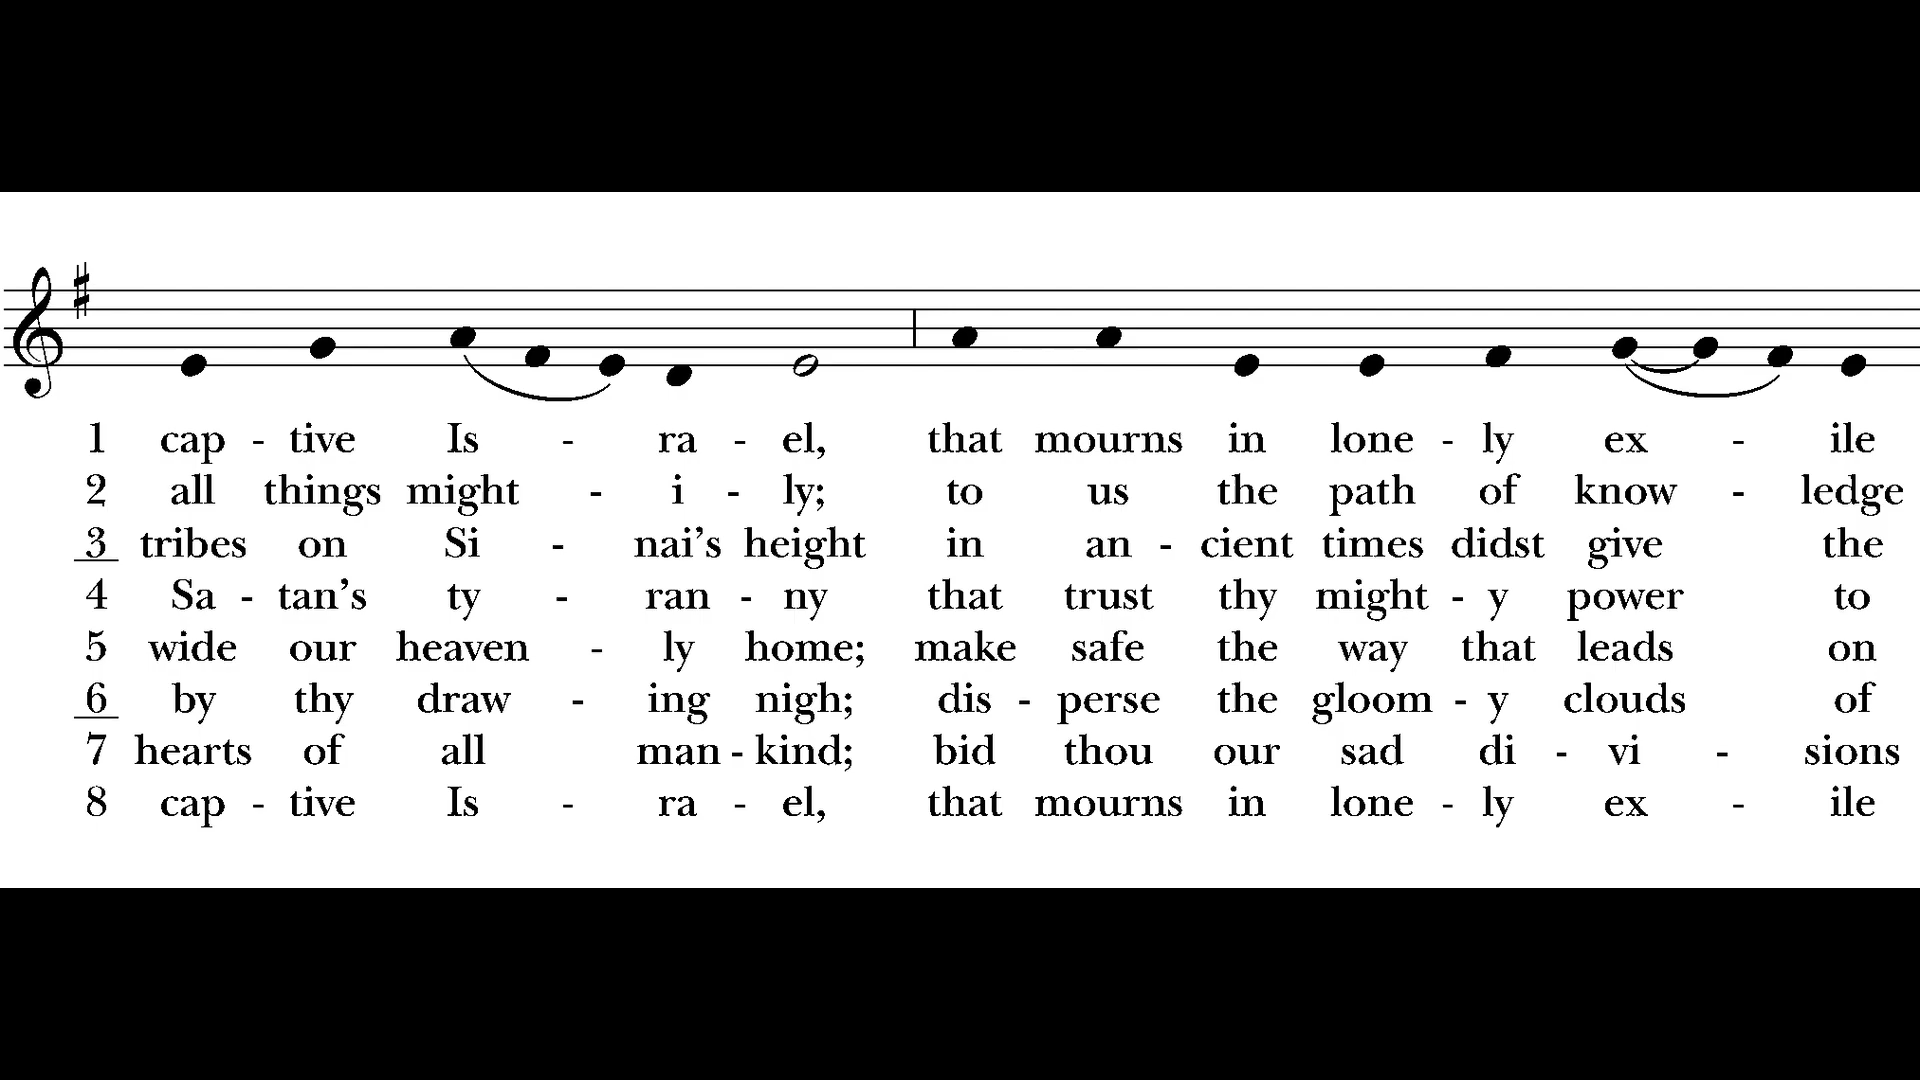 1 cap - tive Is - ra - el, that mourns in lone - ly ex - ile
2 all things might - i - ly; to us the path of know - ledge
3 tribes on Si - nai’s height in an - cient times didst give the
4 Sa - tan’s ty - ran - ny that trust thy might - y power to
5 wide our heaven - ly home; make safe the way that leads on
6 by thy draw - ing nigh; dis - perse the gloom - y clouds of
7 hearts of all man - kind; bid thou our sad di - vi - sions
8 cap - tive Is - ra - el, that mourns in lone - ly ex - ile